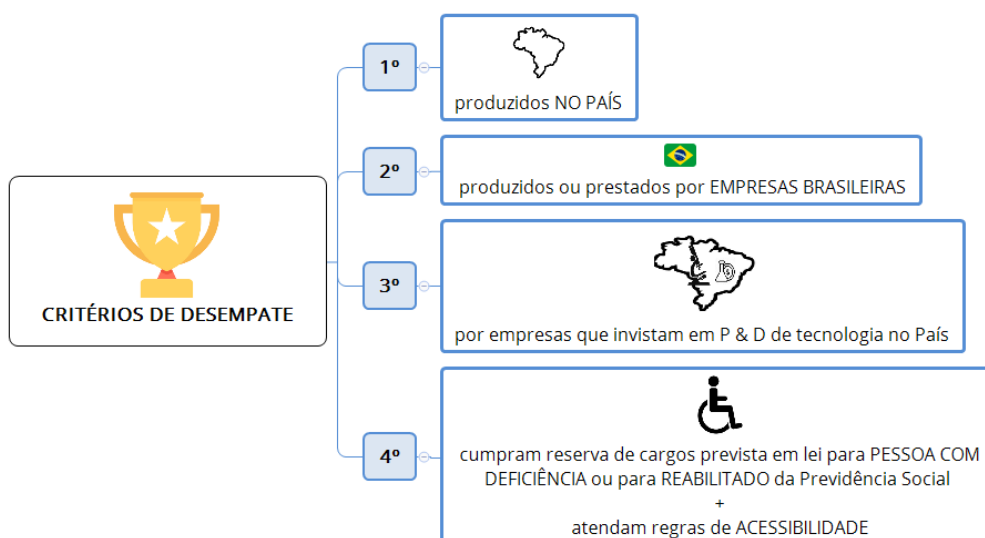 CRITÉRIOS DE DESEMPATE
1º
produzidos NO PAÍS
2º
produzidos ou prestados por EMPRESAS BRASILEIRAS
3º
por empresas que invistam em P & D de tecnologia no País
4º
cumpram reserva de cargos prevista em lei para PESSOA COM
DEFICIÊNCIA ou para REABILITADO da Previdência Social
+
atendam regras de ACESSIBILIDADE